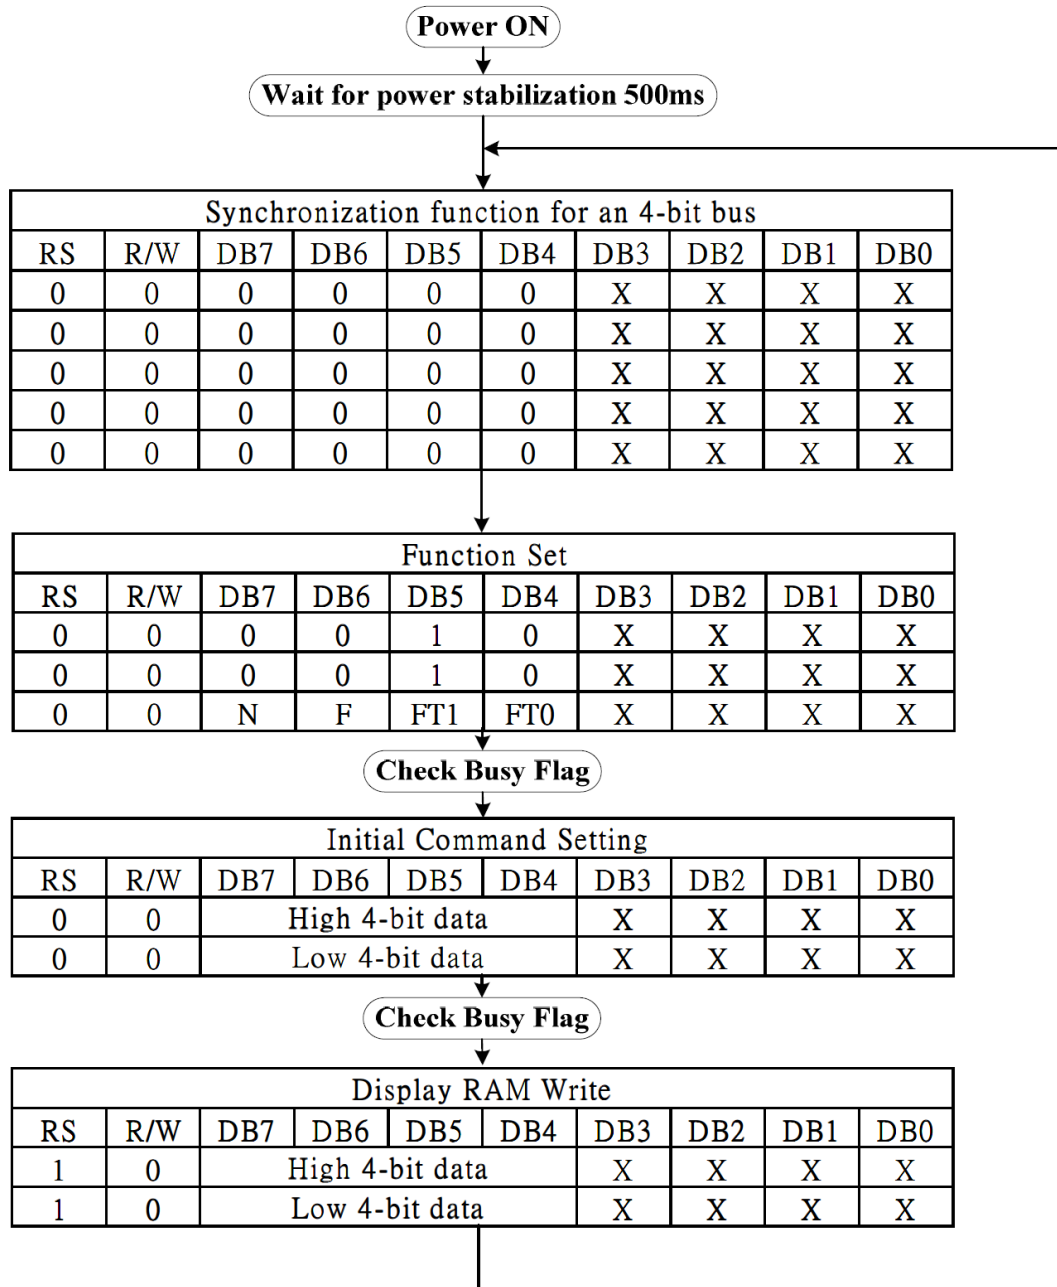 Power ON
Wait for power stabilization 500ms
Synchronization function for an 4-bit bus
RS R/W DB7 DB6 DB5 DB4 DB3 DB2 DB1 DB0
0 0 0 0 0 0 X X X X
0 0 0 0 0 0 X X X X
0 0 0 0 0 0 X X X X
0 0 0 0 0 0 X X X X
0 0 0 0 0 0 X X X X
Function Set
RS R/W DB7 DB6 DB5 DB4 DB3 DB2 DB1 DB0
0 0 0 0 1 0 X X X X
0 0 0 0 1 0 X X X X
0 0 N F FT1 FT0 X X X X
Check Busy Flag
Initial Command Setting
RS R/W DB7 DB6 DB5 DB4 DB3 DB2 DB1 DB0
0 0 High 4-bit data X X X X
0 0 Low 4-bit data X X X X
Check Busy Flag
Display RAM Write
RS R/W DB7 DB6 DB5 DB4 DB3 DB2 DB1 DB0
1 0 High 4-bit data X X X X
1 0 Low 4-bit data X X X X